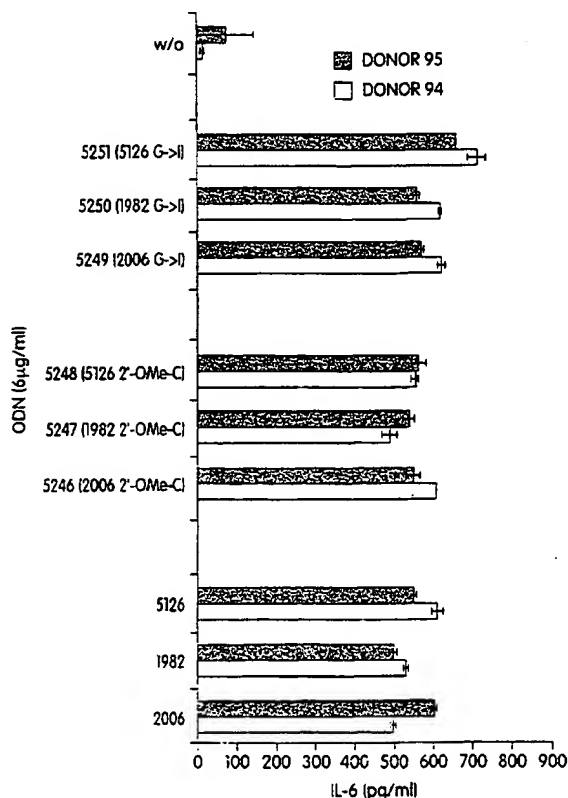 w/o
DONOR 95
DONOR 94
5251 (5126 G->I)
5250 (1982 G->I)
5249 (2006 G->I)
5248 (5126 2'-OMe-C)
5247 (1982 2'-OMe-C)
5246 (2006 2'-OMe-C)
5126
1982
2006
ODN (6µg/ml)
0 100 200 300 400 500 600 700 800 900
IL-6 (pg/ml)